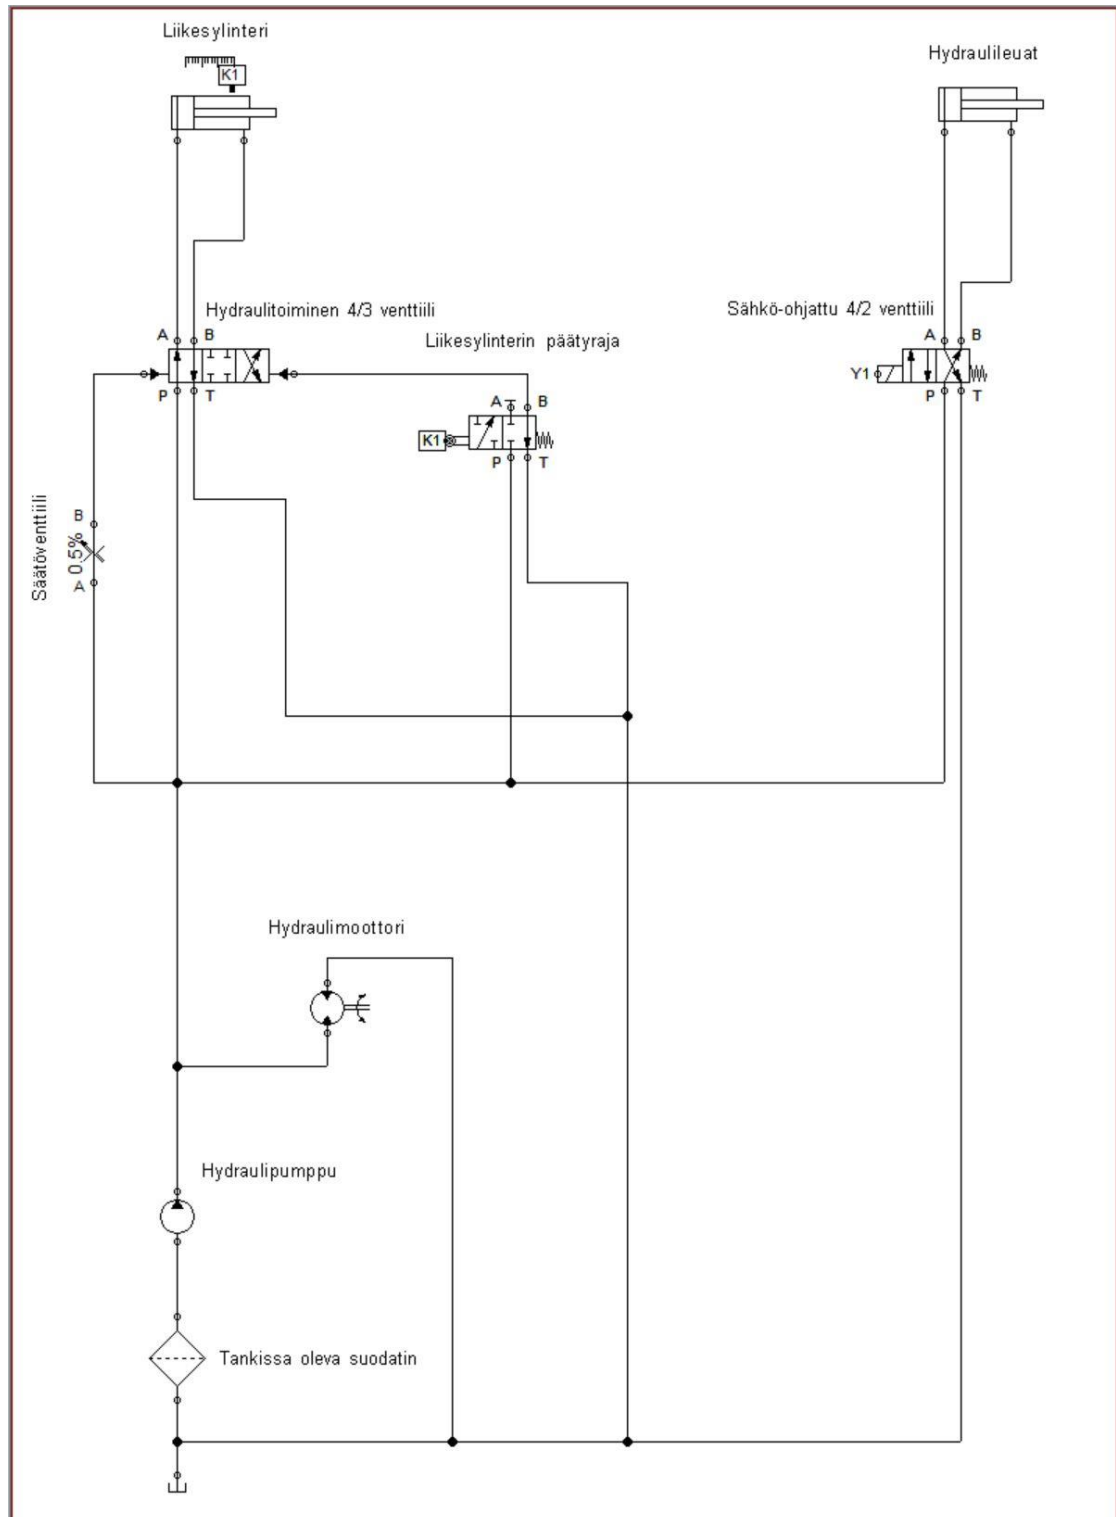 Liikesylinteri
K1
Hydraulileuat
Hydraulitoiminen 4/3 venttiili
A B
P T
Liikesylinterin päätyraja
A B
K1
P T
Sähkö-ohjattu 4/2 venttiili
A B
Y1
P T
Säätöventtiili
B
0.5%
A
Hydraulimoottori
Hydraulipumppu
Tankissa oleva suodatin